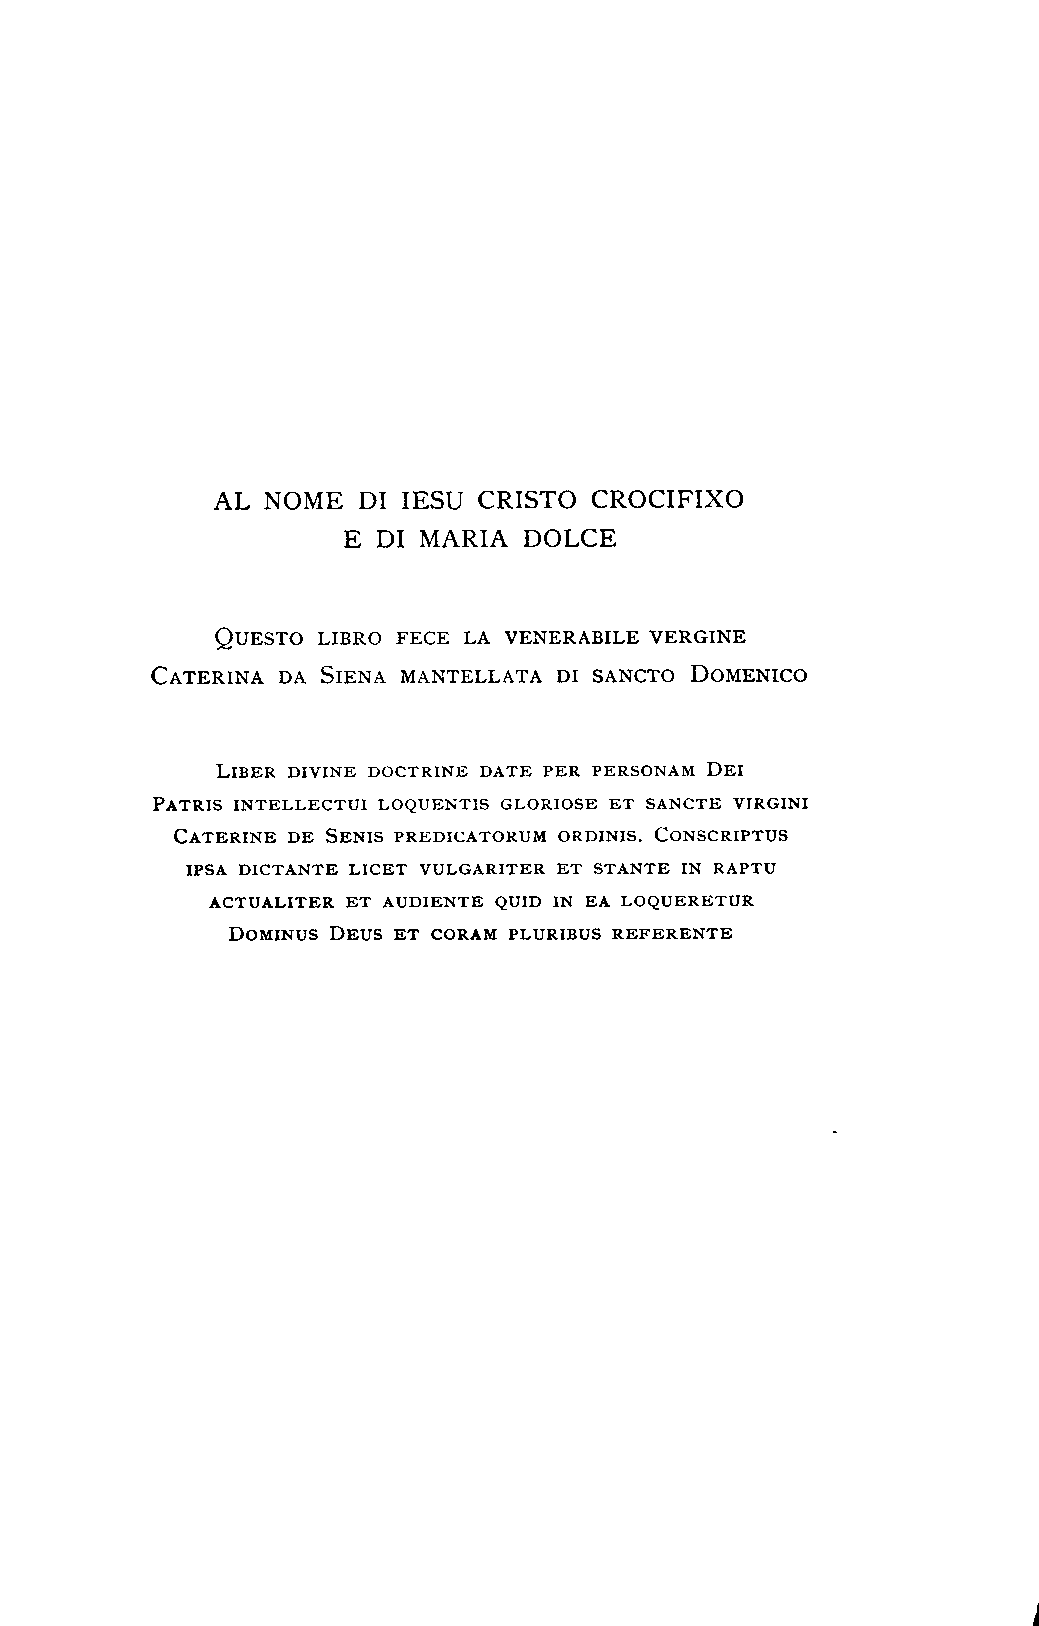 AL NOME DI IESU CRISTO CROCIFIXO
E DI MARIA DOLCE
Questo libro fece la venerabile vergine
Caterina da Siena mantellata di sancto Domenico
Liber divine doctrine date per personam Dei
Patris intellectui loquentis gloriose et sancte virgini
Caterine de Senis predicatorum ordinis. Conscriptus
ipsa dictante licet vulgariter et stante in raptu
actualiter et audiente quid in ea loqueretur
Dominus Deus et coram pluribus referente